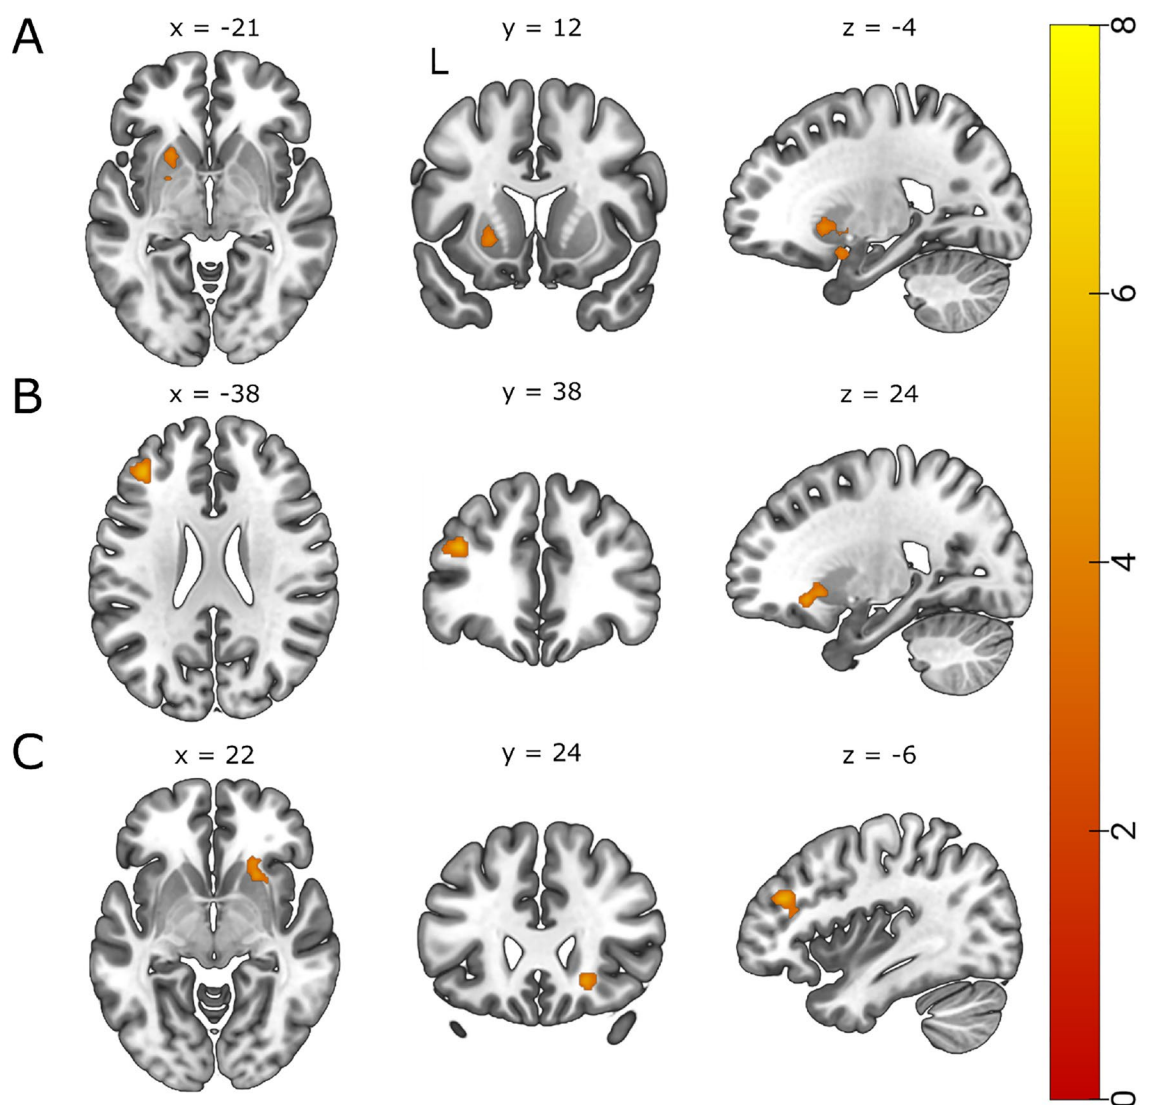 A
x = -21
y = 12
z = -4
L
8
6
B
x = -38
y = 38
z = 24
4
C
x = 22
y = 24
z = -6
2
0